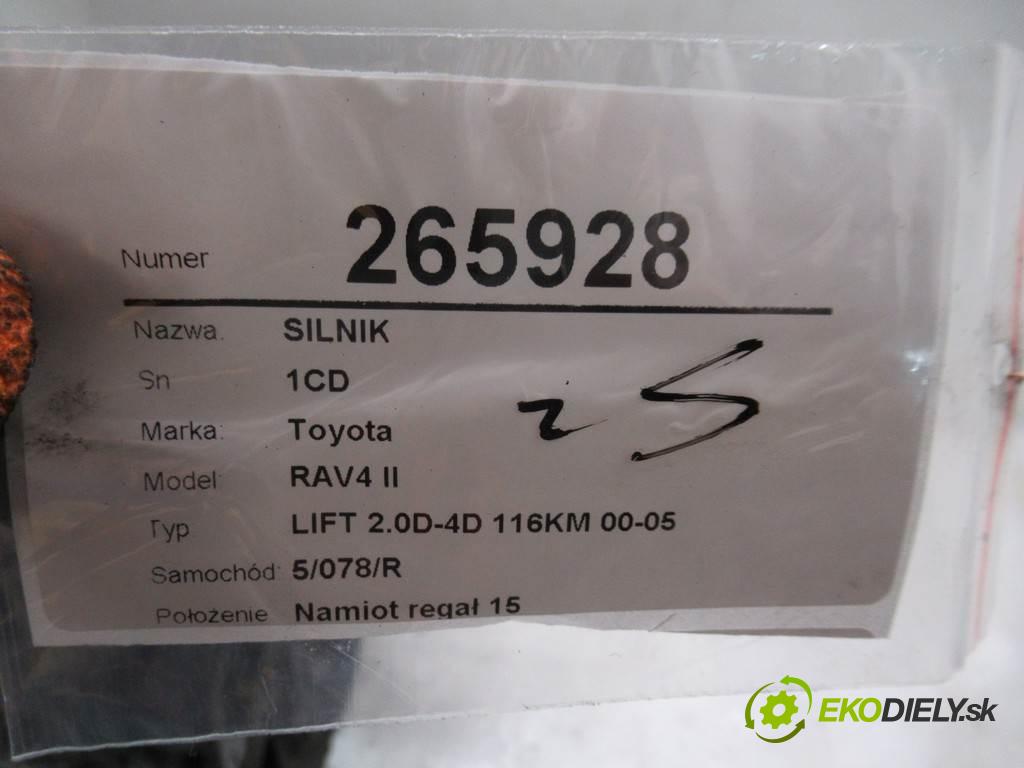 Numer 265928
Nazwa: SILNIK
Sn 1CD
Marka: Toyota
Model: RAV4 II
Typ LIFT 2.0D-4D 116KM 00-05
Samochód: 5/078/R
Położenie Namiot regał 15
25
EKODIELY.sk